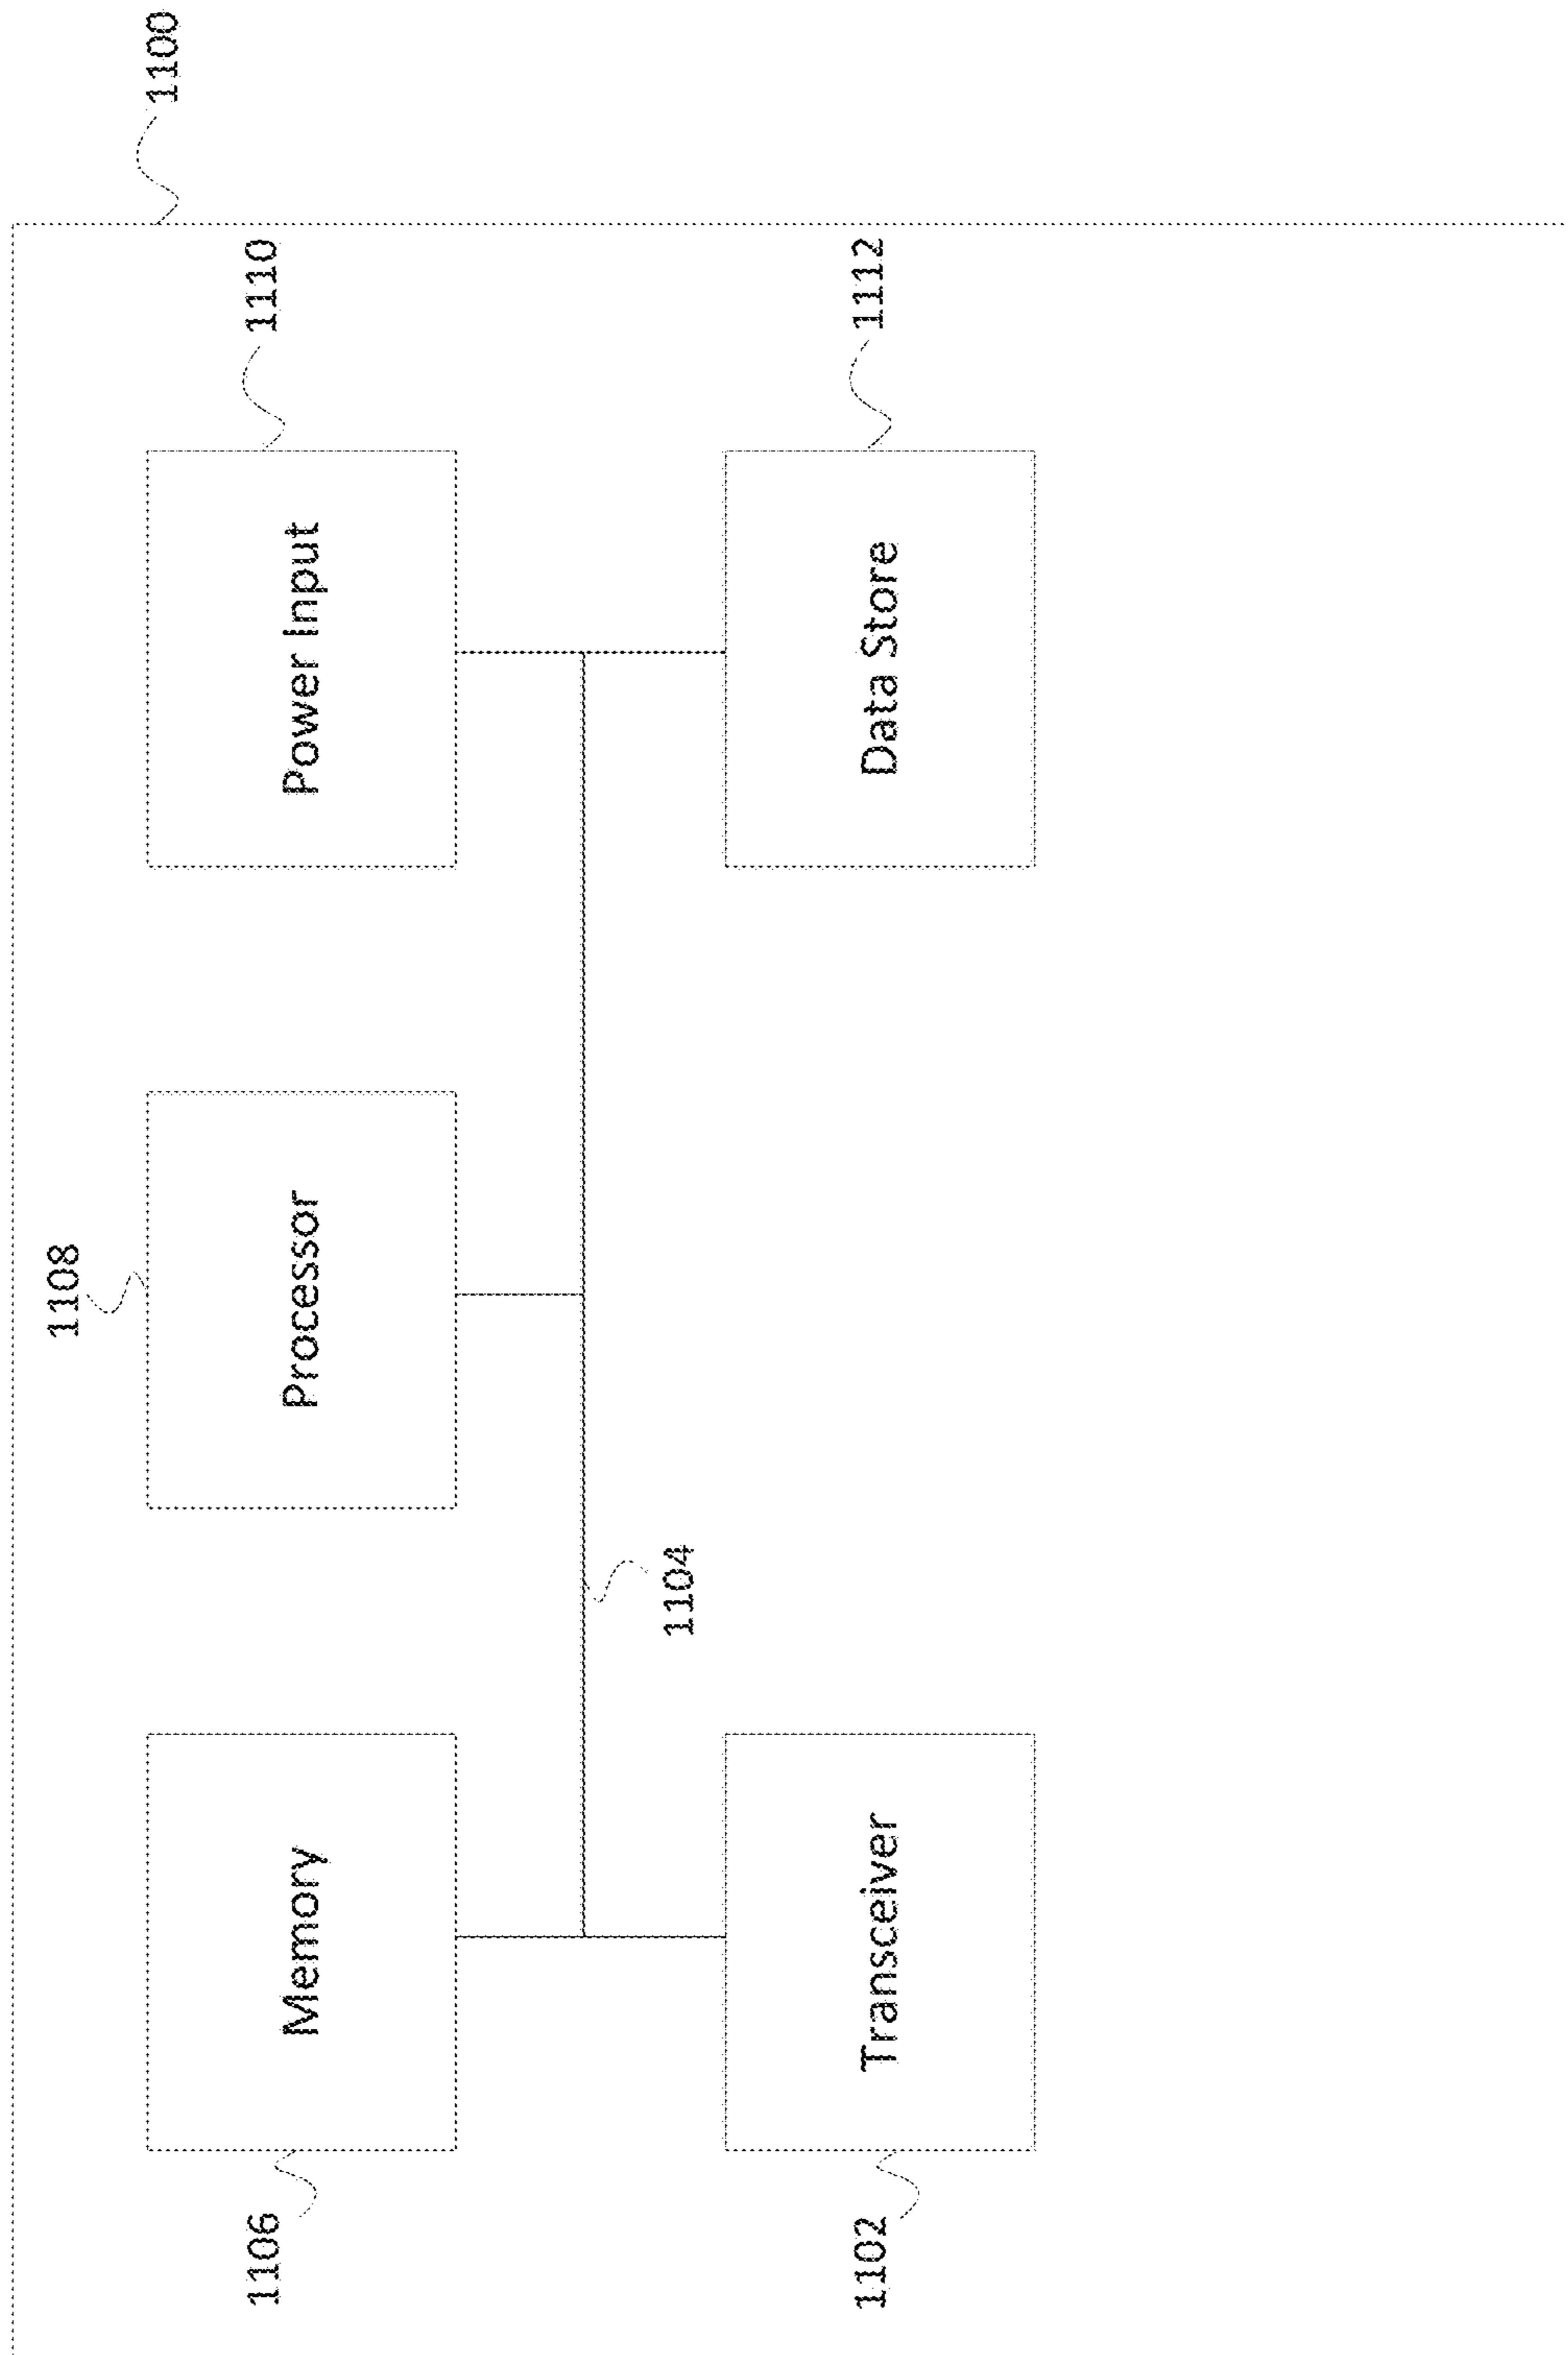 1100
1108
1106
Memory
Processor
Power Input
1110
1104
1102
Transceiver
Data Store
1112